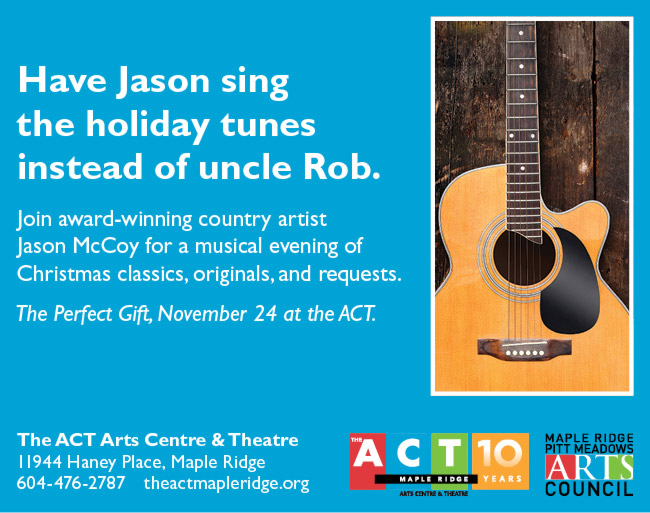 Have Jason sing
the holiday tunes
instead of uncle Rob.
Join award-winning country artist
Jason McCoy for a musical evening of
Christmas classics, originals, and requests.
The Perfect Gift, November 24 at the ACT.
The ACT Arts Centre & Theatre
11944 Haney Place, Maple Ridge
604-476-2787 theactmapleridge.org
THE
ACT 10
MAPLE RIDGE YEARS
ARTS CENTRE & THEATRE
MAPLE RIDGE
PITT MEADOWS
ARTS
COUNCIL